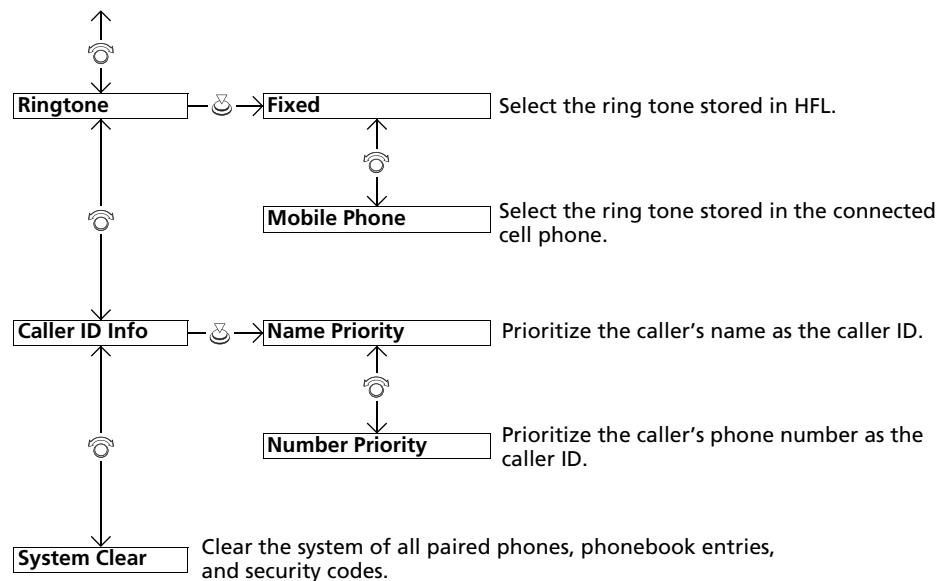 Ringtone
Fixed
Select the ring tone stored in HFL.
Mobile Phone
Select the ring tone stored in the connected
cell phone.
Caller ID Info
Name Priority
Prioritize the caller’s name as the caller ID.
Number Priority
Prioritize the caller’s phone number as the
caller ID.
System Clear
Clear the system of all paired phones, phonebook entries,
and security codes.